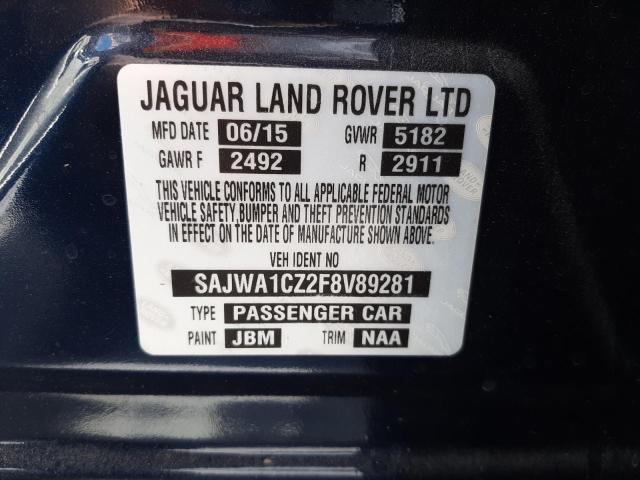 JAGUAR LAND ROVER LTD
MFD DATE 06/15 GVWR 5182
GAWR F 2492 R 2911
THIS VEHICLE CONFORMS TO ALL APPLICABLE FEDERAL MOTOR
VEHICLE SAFETY,BUMPER AND THEFT PREVENTION STANDARDS
IN EFFECT ON THE DATE OF MANUFACTURE SHOWN ABOVE.
VEH IDENT NO
SAJWA1CZ2F8V89281
TYPE PASSENGER CAR
PAINT JBM TRIM NAA